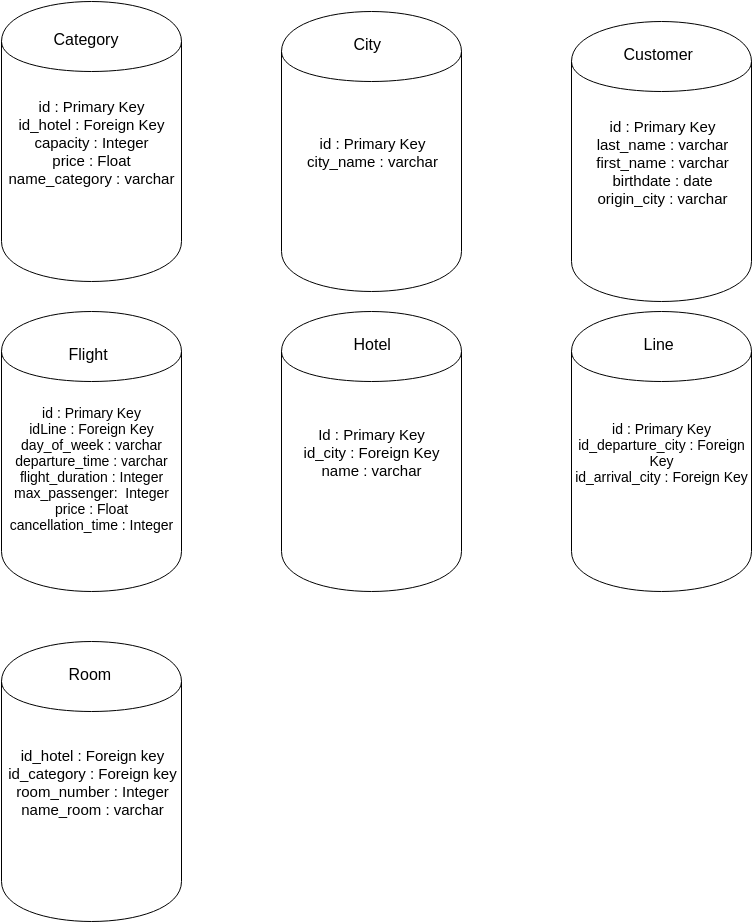 Category
id : Primary Key
id_hotel : Foreign Key
capacity : Integer
price : Float
name_category : varchar
City
id : Primary Key
city_name : varchar
Customer
id : Primary Key
last_name : varchar
first_name : varchar
birthdate : date
origin_city : varchar
Flight
id : Primary Key
idLine : Foreign Key
day_of_week : varchar
departure_time : varchar
flight_duration : Integer
max_passenger:  Integer
price : Float
cancellation_time : Integer
Hotel
Id : Primary Key
id_city : Foreign Key
name : varchar
Line
id : Primary Key
id_departure_city : Foreign
Key
id_arrival_city : Foreign Key
Room
id_hotel : Foreign key
id_category : Foreign key
room_number : Integer
name_room : varchar